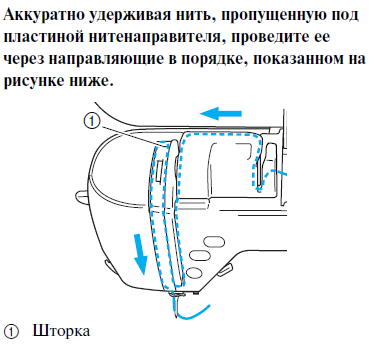 Аккуратно удерживая нить, пропущенную под
пластиной нитенаправителя, проведите ее
через направляющие в порядке, показанном на
рисунке ниже.
①
① Шторка